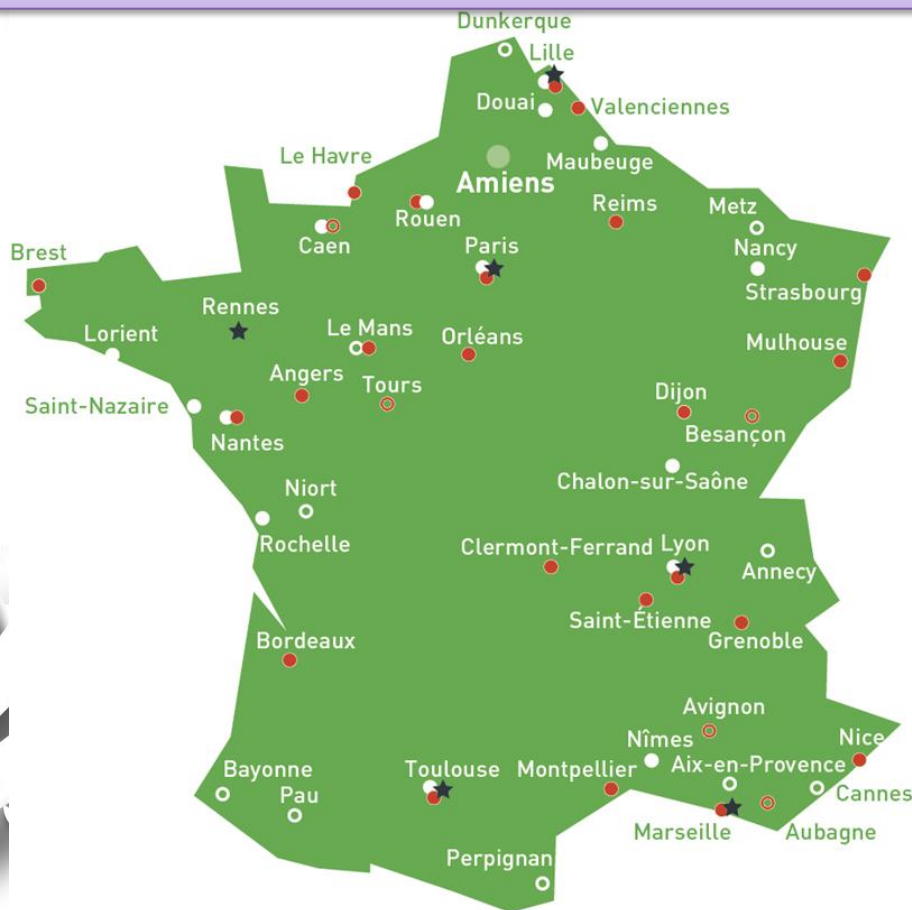 Dunkerque
Lille
Douai
Valenciennes
Maubeuge
Le Havre
Amiens
Rouen
Reims
Metz
Caen
Paris
Nancy
Brest
Strasbourg
Rennes
Lorient
Le Mans
Orléans
Mulhouse
Angers
Tours
Dijon
Saint-Nazaire
Besançon
Nantes
Chalon-sur-Saône
Niort
Rochelle
Clermont-Ferrand
Lyon
Annecy
Saint-Étienne
Grenoble
Bordeaux
Avignon
Nîmes
Nice
Bayonne
Toulouse
Montpellier
Aix-en-Provence
Pau
Cannes
Marseille
Aubagne
Perpignan